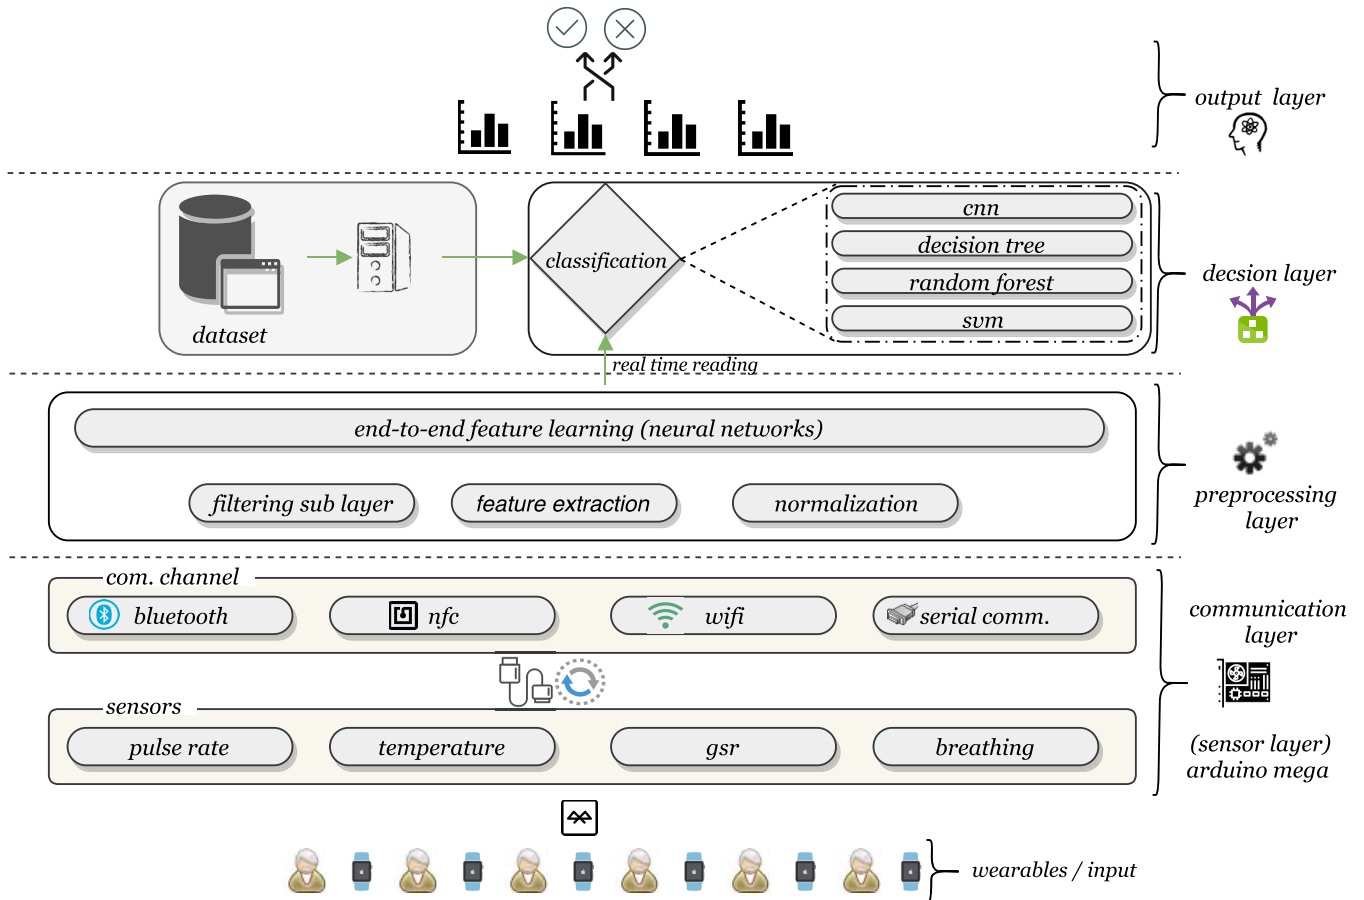 output layer
cnn
decision tree
classification
random forest
svm
dataset
decsion layer
real time reading
end-to-end feature learning (neural networks)
filtering sub layer
feature extraction
normalization
preprocessing
layer
com. channel
bluetooth
nfc
wifi
serial comm.
communication
layer
sensors
pulse rate
temperature
gsr
breathing
(sensor layer)
arduino mega
wearables / input